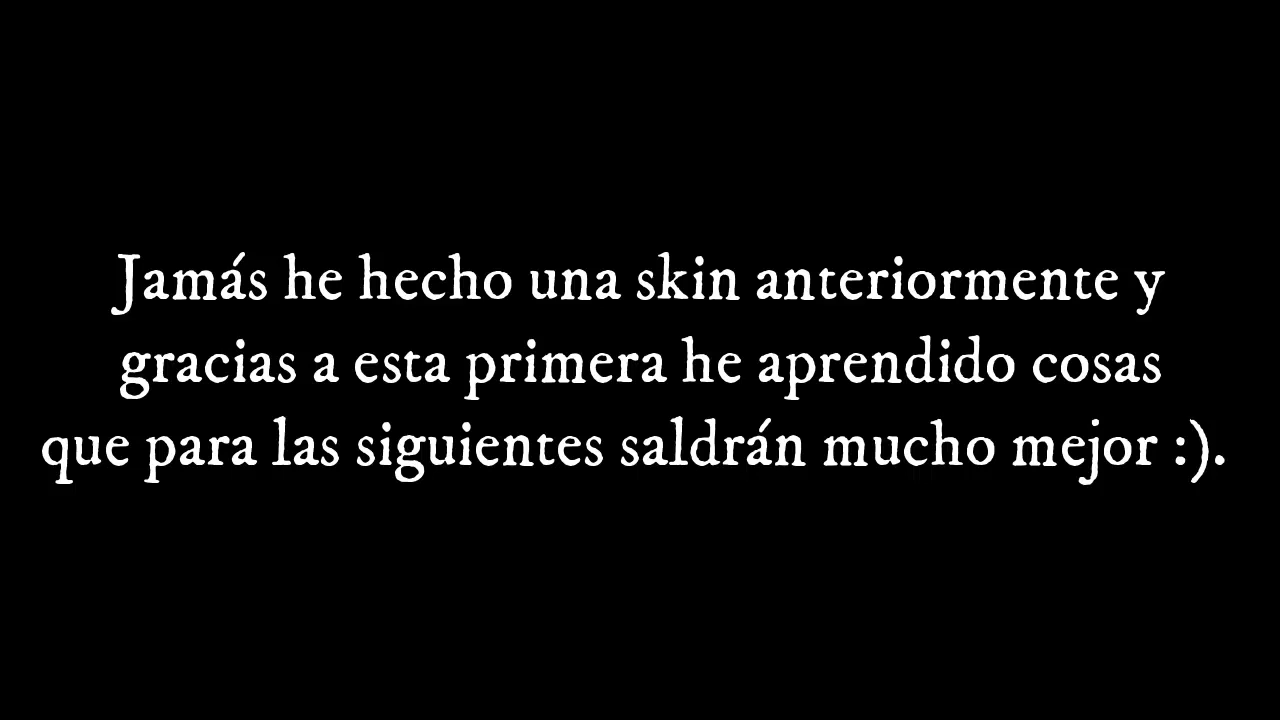 Jamás he hecho una skin anteriormente y
gracias a esta primera he aprendido cosas
que para las siguientes saldrán mucho mejor :).